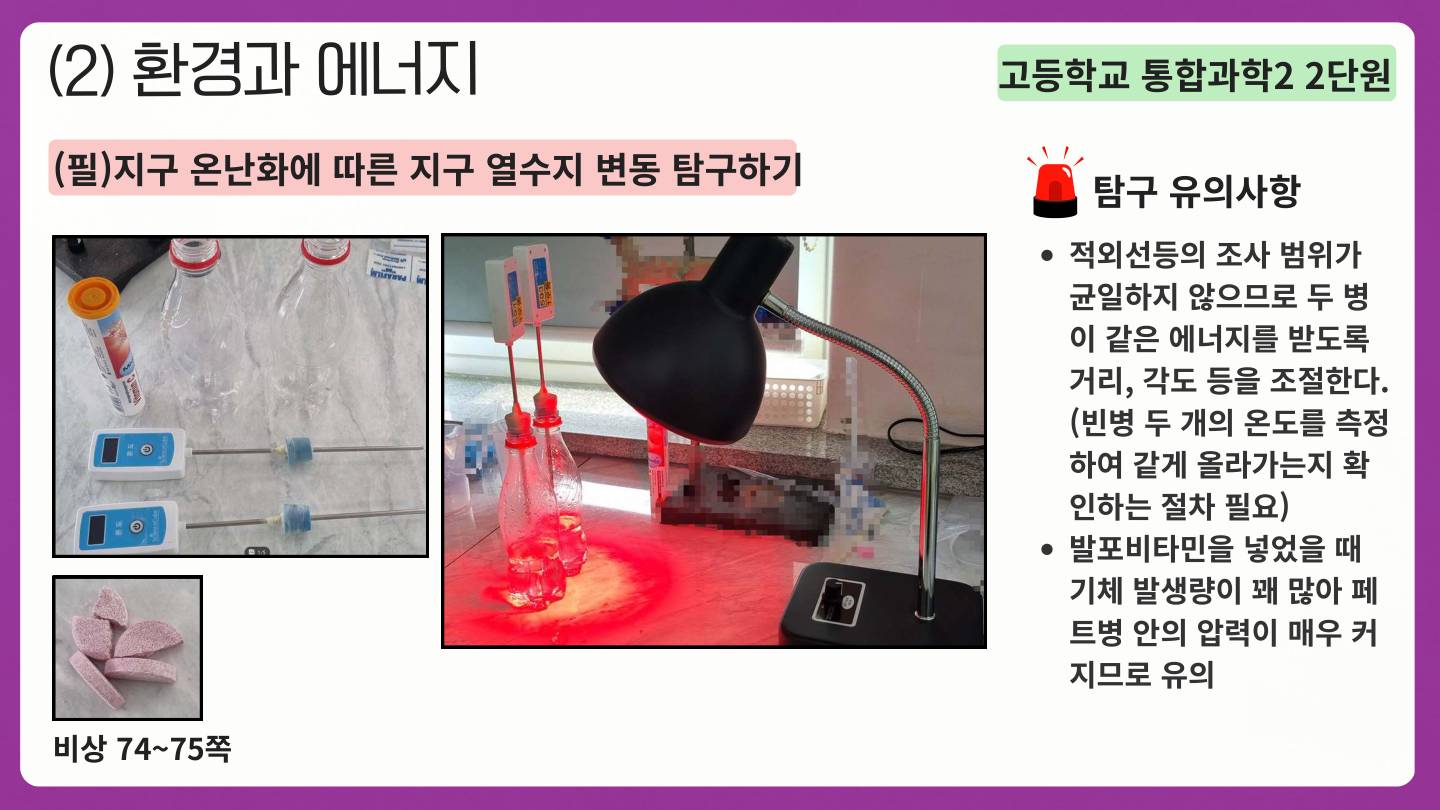 (2) 환경과 에너지
고등학교 통합과학2 2단원
(필)지구 온난화에 따른 지구 열수지 변동 탐구하기
탐구 유의사항
• 적외선등의 조사 범위가
균일하지 않으므로 두 병
이 같은 에너지를 받도록
거리, 각도 등을 조절한다.
(빈병 두 개의 온도를 측정
하여 같게 올라가는지 확
인하는 절차 필요)
• 발포비타민을 넣었을 때
기체 발생량이 꽤 많아 페
트병 안의 압력이 매우 커
지므로 유의
PARAFILM
온도
온도
비상 74~75쪽